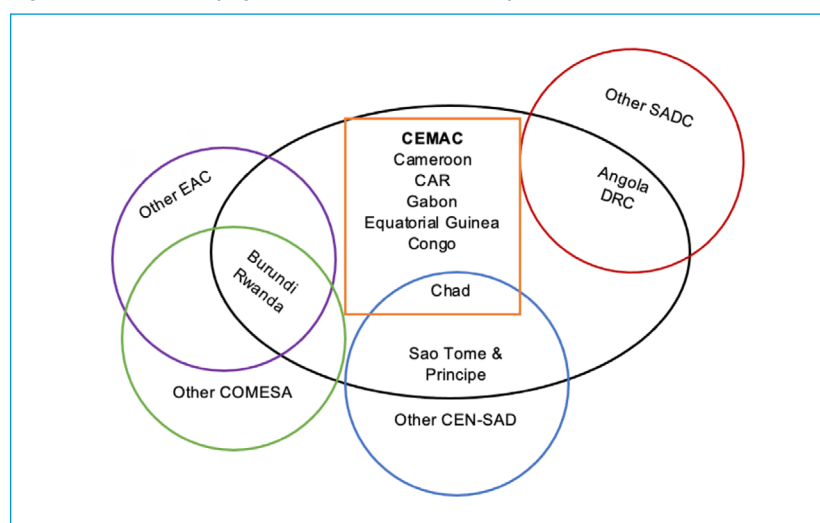 Other SADC
CEMAC
Cameroon
CAR
Gabon
Equatorial Guinea
Congo
Angola
DRC
Other EAC
Burundi
Rwanda
Chad
Sao Tome &
Principe
Other COMESA
Other CEN-SAD